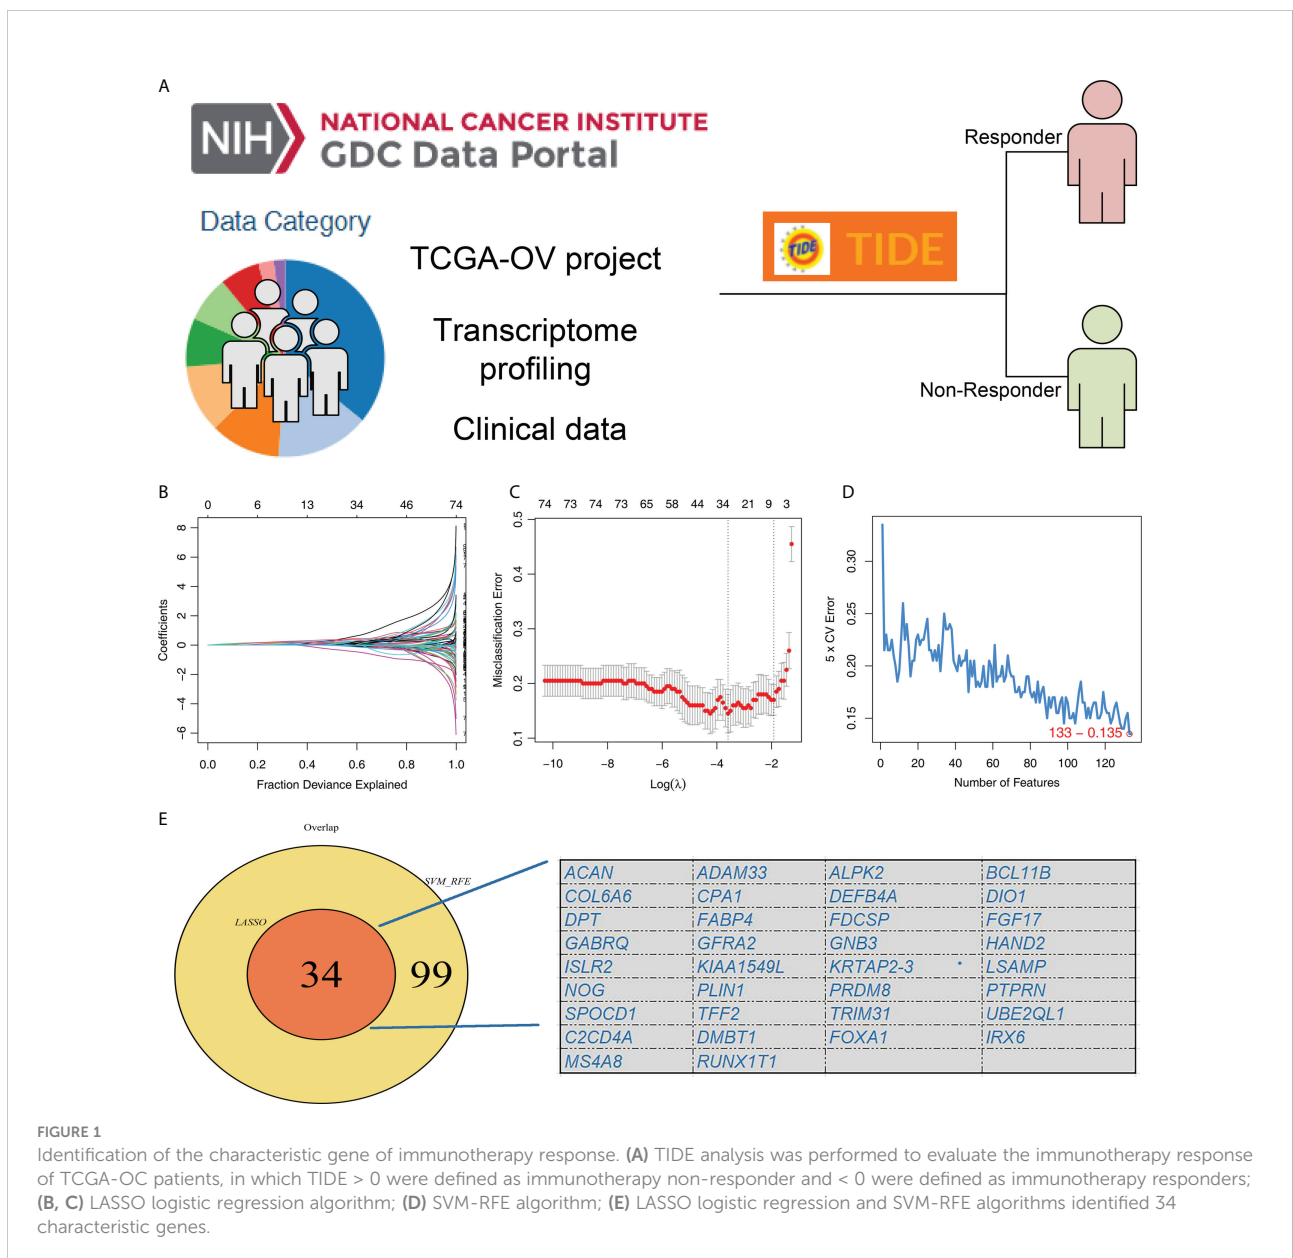 A
NIH
NATIONAL CANCER INSTITUTE
GDC Data Portal
Data Category
TCGA-OV project
Transcriptome
profiling
Clinical data
TIDE
TIDE
Responder
Non-Responder
B
0 6 13 34 46 74
8
6
4
2
0
−2
−4
−6
Coefficients
0.0 0.2 0.4 0.6 0.8 1.0
Fraction Deviance Explained
C
74 73 74 73 65 58 44 34 21 9 3
0.5
0.4
0.3
0.2
0.1
Misclassification Error
−10 −8 −6 −4 −2
Log(λ)
D
0.30
0.25
0.20
0.15
5 x CV Error
133 − 0.135
0 20 40 60 80 100 120
Number of Features
E
Overlap
SVM_RFE
LASSO
34
99
ACAN ADAM33 ALPK2 BCL11B
COL6A6 CPA1 DEFB4A DIO1
DPT FABP4 FDCSP FGF17
GABRQ GFRA2 GNB3 HAND2
ISLR2 KIAA1549L KRTAP2-3 LSAMP
NOG PLIN1 PRDM8 PTPRN
SPOCD1 TFF2 TRIM31 UBE2QL1
C2CD4A DMBT1 FOXA1 IRX6
MS4A8 RUNX1T1
FIGURE 1
Identification of the characteristic gene of immunotherapy response. (A) TIDE analysis was performed to evaluate the immunotherapy response
of TCGA-OC patients, in which TIDE > 0 were defined as immunotherapy non-responder and < 0 were defined as immunotherapy responders;
(B, C) LASSO logistic regression algorithm; (D) SVM-RFE algorithm; (E) LASSO logistic regression and SVM-RFE algorithms identified 34
characteristic genes.